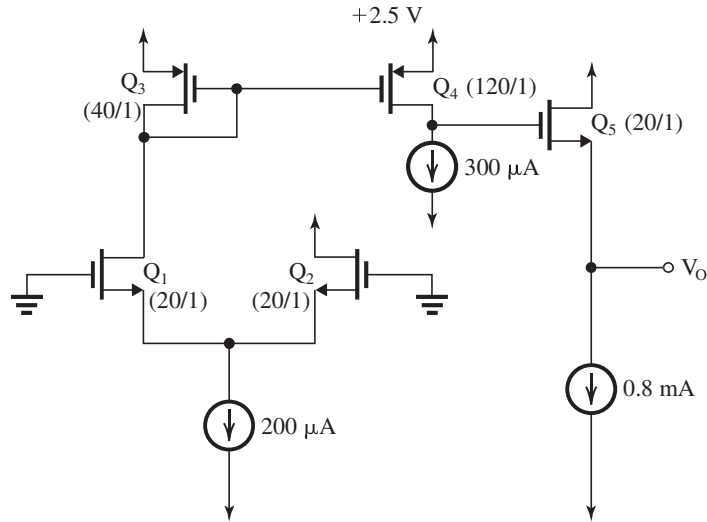 +2.5 V
Q3
(40/1)
Q4 (120/1)
Q5 (20/1)
300 μA
Q1
(20/1)
Q2
(20/1)
VO
200 μA
0.8 mA